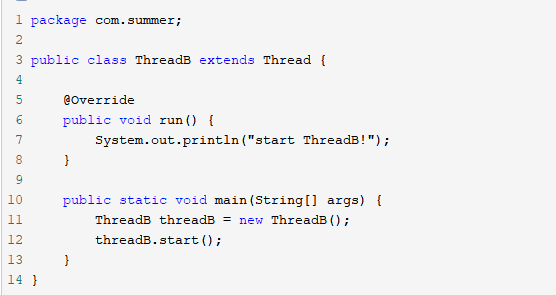 1 package com.summer;
2
3 public class ThreadB extends Thread {
4
5     @Override
6     public void run() {
7         System.out.println("start ThreadB!");
8     }
9
10     public static void main(String[] args) {
11         ThreadB threadB = new ThreadB();
12         threadB.start();
13     }
14 }